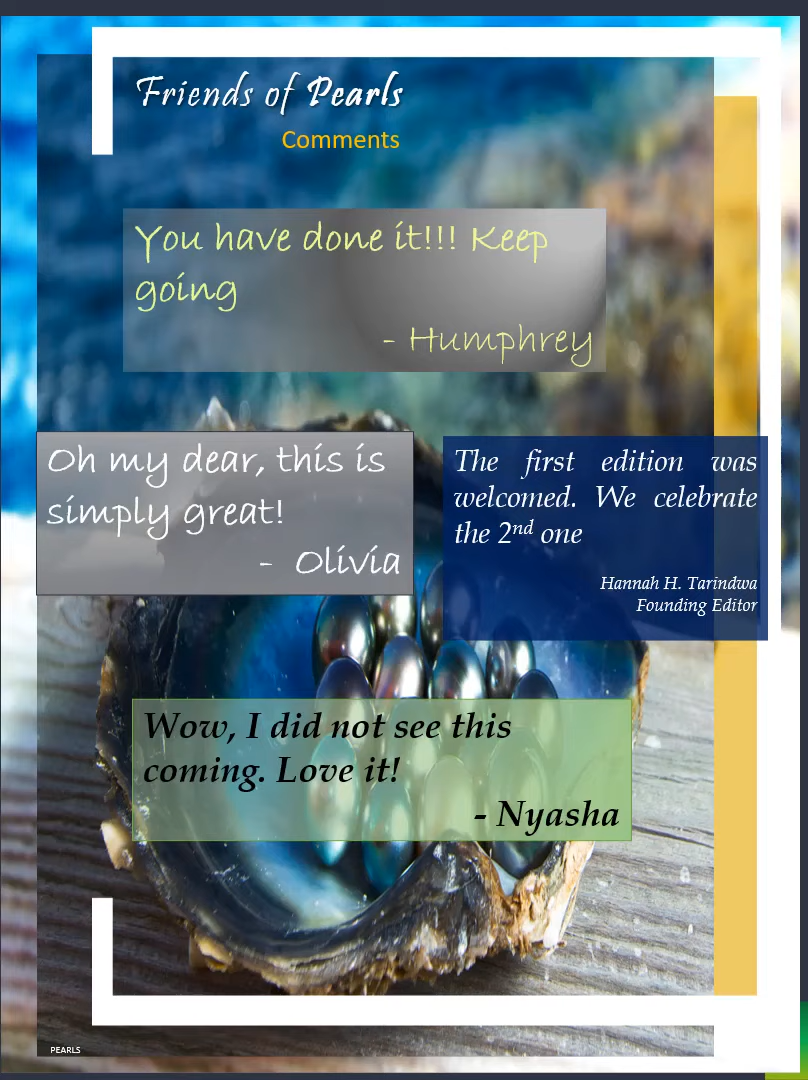 Friends of Pearls
Comments
You have done it!!! Keep
going
- Humphrey
Oh my dear, this is
simply great!
- Olivia
The first edition was
welcomed. We celebrate
the 2nd one
Hannah H. Tarindwa
Founding Editor
Wow, I did not see this
coming. Love it!
- Nyasha
PEARLS